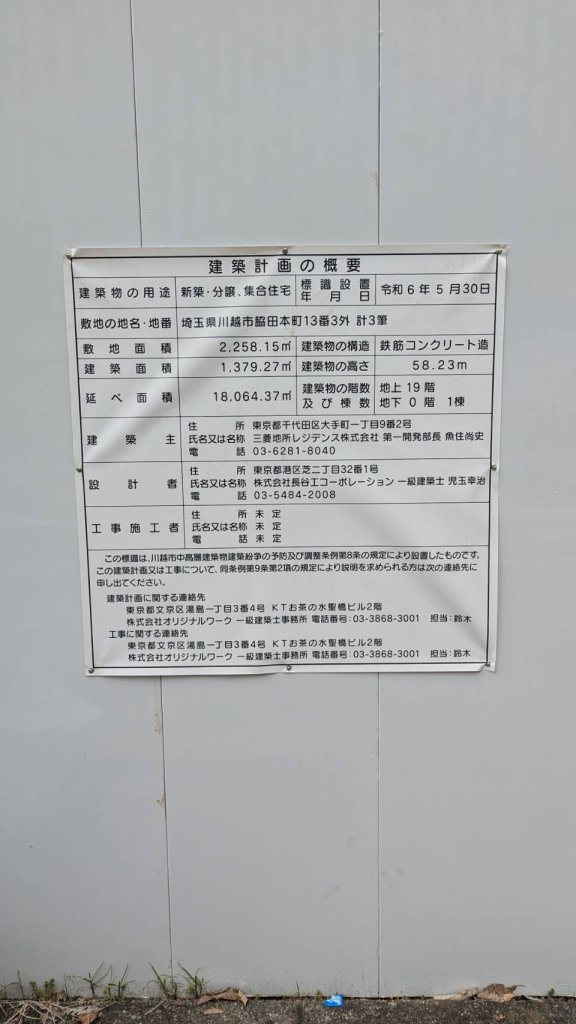 建築計画の概要
建築物の用途 新築・分譲、集合住宅 標識設置年月日 令和6年5月30日
敷地の地名・地番 埼玉県川越市脇田本町13番3外 計3筆
敷地面積 2,258.15㎡ 建築物の構造 鉄筋コンクリート造
建築面積 1,379.27㎡ 建築物の高さ 58.23m
延べ面積 18,064.37㎡ 建築物の階数及び棟数 地上19階 地下0階 1棟
建築主 住所 東京都千代田区大手町一丁目9番2号
氏名又は名称 三菱地所レジデンス株式会社 第一開発部長 魚住尚史
電話 03-6281-8040
設計者 住所 東京都港区芝二丁目32番1号
氏名又は名称 株式会社長谷工コーポレーション 一級建築士 児玉幸治
電話 03-5484-2008
工事施工者 住所 未定
氏名又は名称 未定
電話 未定
この標識は、川越市中高層建築物建築紛争の予防及び調整条例第8条の規定により設置したものです。
この建築計画又は工事について、同条例第9条第2項の規定により説明を求められる方は次の連絡先に
申し出てください。
建築計画に関する連絡先
東京都文京区湯島一丁目3番4号 KTお茶の水聖橋ビル2階
株式会社オリジナルワーク 一級建築士事務所 電話番号:03-3868-3001 担当:鈴木
工事に関する連絡先
東京都文京区湯島一丁目3番4号 KTお茶の水聖橋ビル2階
株式会社オリジナルワーク 一級建築士事務所 電話番号:03-3868-3001 担当:鈴木